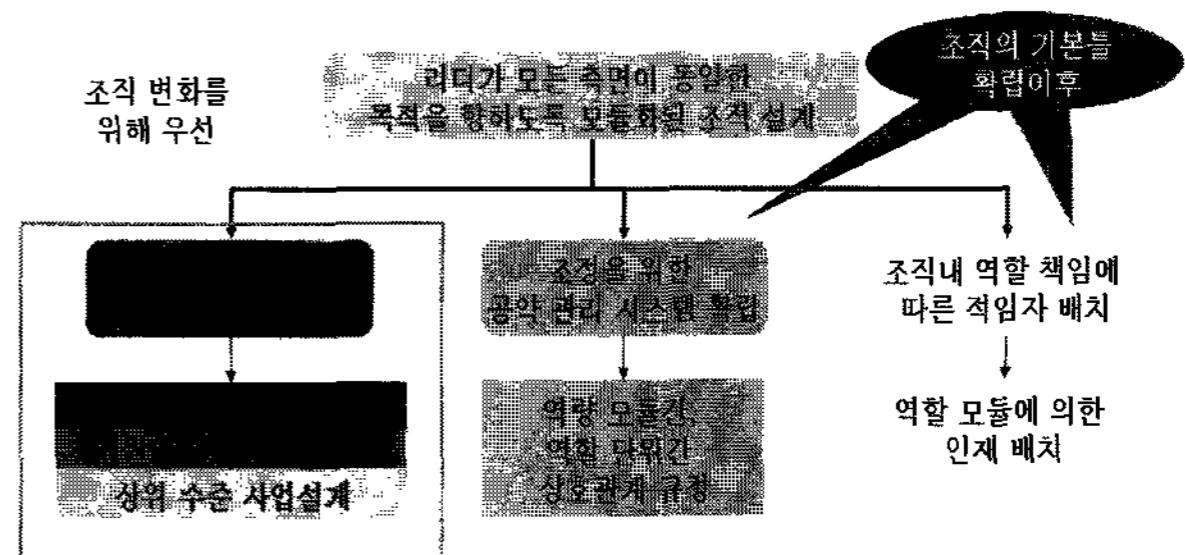 조직 변화를
위해 우선
리더가 모든 측면이 동일한
목적을 향하도록 모듈화된 조직 설계
조직의 기본틀
확립이후
조정을 위한
공약 관리 시스템 확립
조직내 역할 책임에
따른 적임자 배치
상위 수준 사업설계
역량 모듈간,
역할 단위간
상호관계 규정
역할 모듈에 의한
인재 배치